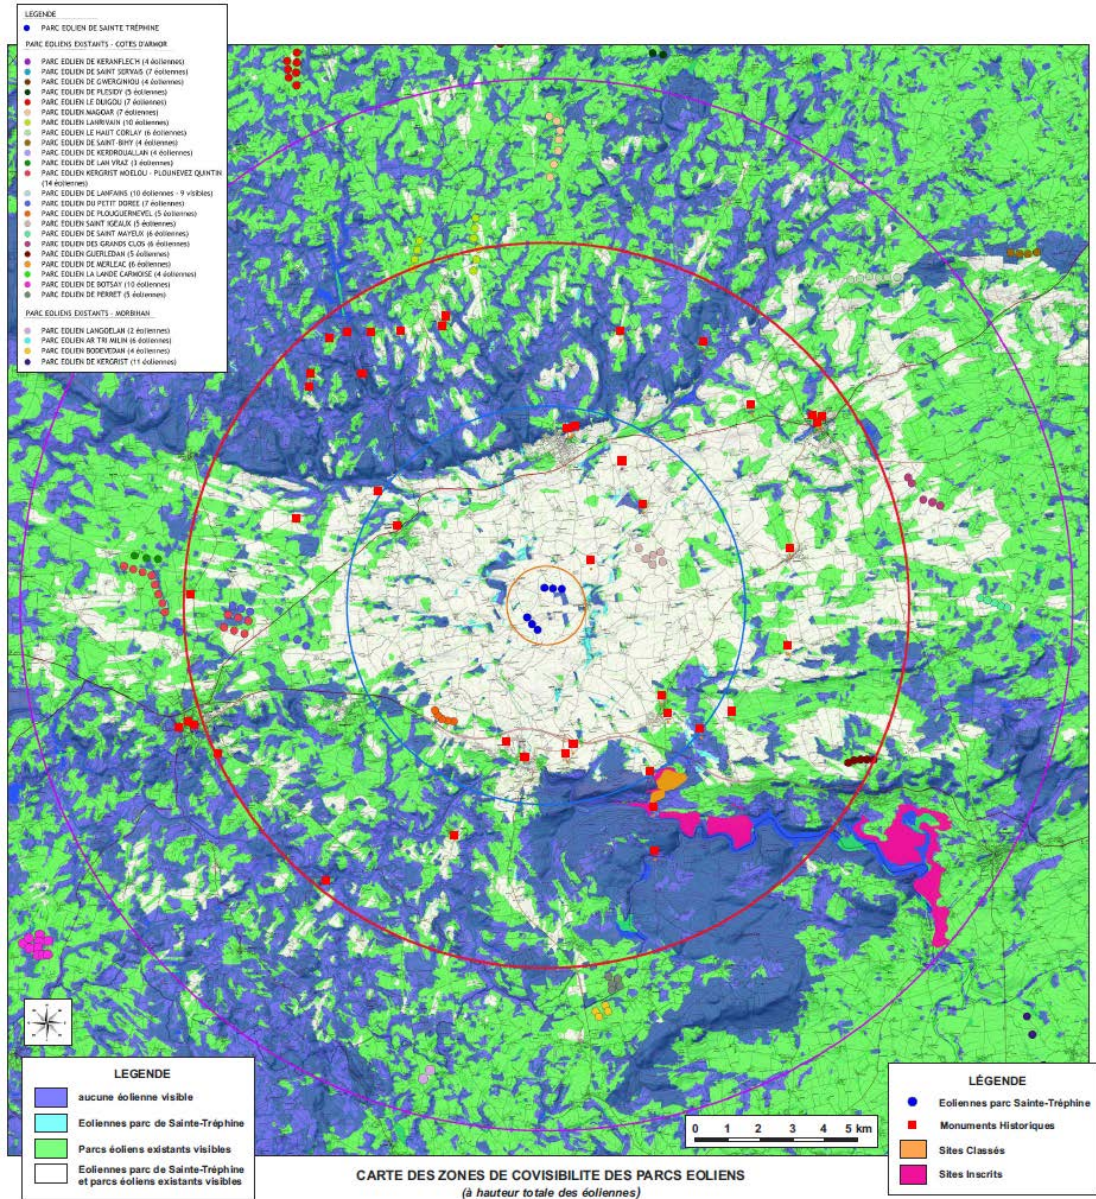 LEGENDE
PARC EOLIEN DE SAINTE TRÉPHINE
PARC EOLIENS EXISTANTS - COTES D'ARMOR
PARC EOLIEN DE KERANFLECH (4 éoliennes)
PARC EOLIEN DE SAINT SERVAIS (7 éoliennes)
PARC EOLIEN DE GWERGINIOU (4 éoliennes)
PARC EOLIEN DE PLESIDY (5 éoliennes)
PARC EOLIEN LE DUIGOU (7 éoliennes)
PARC EOLIEN MAGOAR (7 éoliennes)
PARC EOLIEN LANRIVAIN (10 éoliennes)
PARC EOLIEN LE HAUT CORLAY (6 éoliennes)
PARC EOLIEN DE SAINT-BIHY (4 éoliennes)
PARC EOLIEN DE KERDROUALLAN (4 éoliennes)
PARC EOLIEN DE LAN VRAZ (3 éoliennes)
PARC EOLIEN KERGRIST MOELOU - PLOUNEVEZ QUINTIN
(14 éoliennes)
PARC EOLIEN DE LANFAINS (10 éoliennes - 9 visibles)
PARC EOLIEN DU PETIT DOREE (7 éoliennes)
PARC EOLIEN DE PLOUGUERNEVEL (5 éoliennes)
PARC EOLIEN SAINT IGEAUX (5 éoliennes)
PARC EOLIEN DE SAINT MAYEUX (6 éoliennes)
PARC EOLIEN DES GRANDS CLOS (6 éoliennes)
PARC EOLIEN GUERLEDAN (5 éoliennes)
PARC EOLIEN DE MERLEAC (6 éoliennes)
PARC EOLIEN LA LANDE CARMOISE (4 éoliennes)
PARC EOLIEN DE BOTSAY (10 éoliennes)
PARC EOLIEN DE PERRET (5 éoliennes)
PARC EOLIENS EXISTANTS - MORBIHAN
PARC EOLIEN LANGOELAN (2 éoliennes)
PARC EOLIEN AR TRI MILIN (6 éoliennes)
PARC EOLIEN BODEVEDAN (4 éoliennes)
PARC EOLIEN DE KERGRIST (11 éoliennes)
LEGENDE
aucune éolienne visible
Eoliennes parc de Sainte-Tréphine
Parcs éoliens existants visibles
Eoliennes parc de Sainte-Tréphine
et parcs éoliens existants visibles
0 1 2 3 4 5 km
LÉGENDE
Eoliennes parc Sainte-Tréphine
Monuments Historiques
Sites Classés
Sites Inscrits
CARTE DES ZONES DE COVISIBILITE DES PARCS EOLIENS
(à hauteur totale des éoliennes)